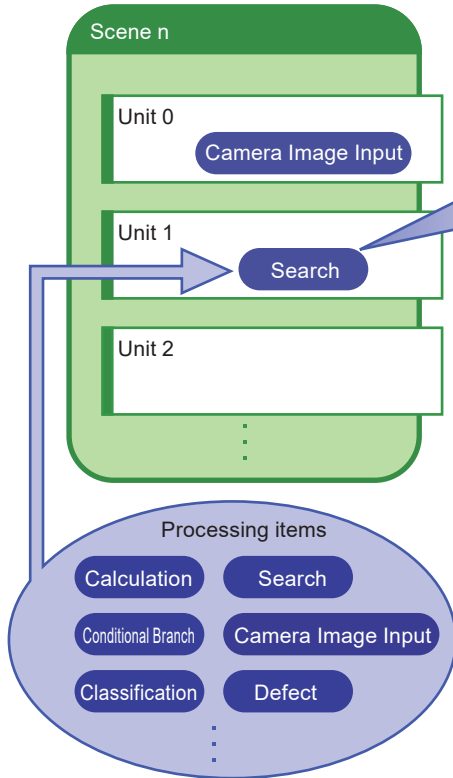 Scene n
Unit 0
Camera Image Input
Unit 1
Search
Unit 2
Processing items
Calculation
Search
Conditional Branch
Camera Image Input
Classification
Defect